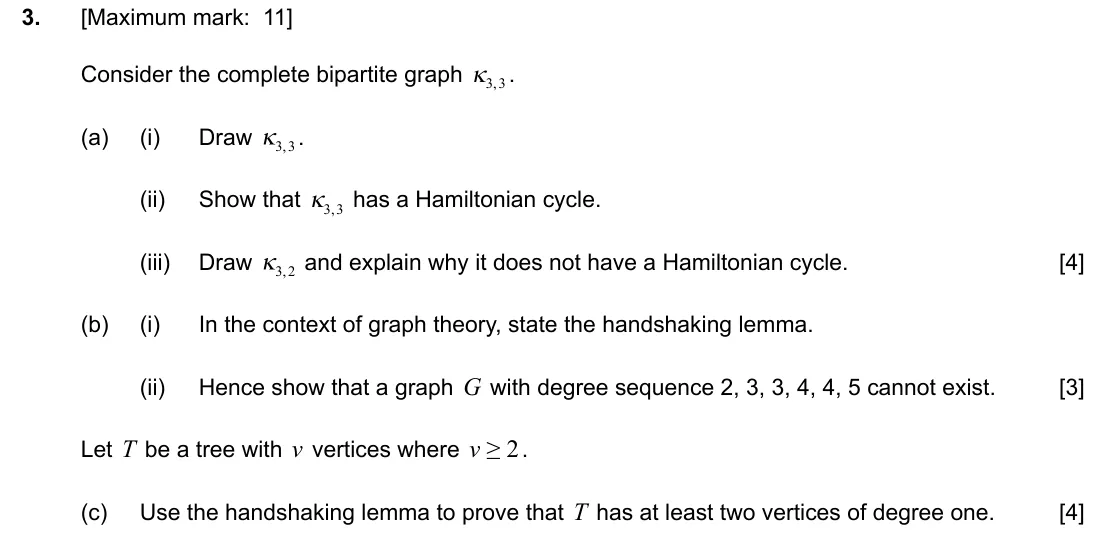 3. [Maximum mark: 11]
Consider the complete bipartite graph κ₃,₃.
(a) (i) Draw κ₃,₃.
(ii) Show that κ₃,₃ has a Hamiltonian cycle.
(iii) Draw κ₃,₂ and explain why it does not have a Hamiltonian cycle. [4]
(b) (i) In the context of graph theory, state the handshaking lemma.
(ii) Hence show that a graph G with degree sequence 2, 3, 3, 4, 4, 5 cannot exist. [3]
Let T be a tree with v vertices where v ≥ 2.
(c) Use the handshaking lemma to prove that T has at least two vertices of degree one. [4]